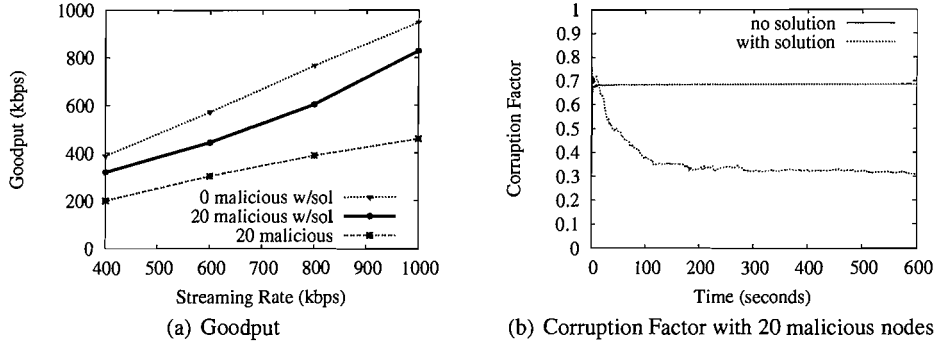 Goodput (kbps)
1000
800
600
400
200
0
0 malicious w/sol
20 malicious w/sol
20 malicious
400 500 600 700 800 900 1000
Streaming Rate (kbps)
(a) Goodput
Corruption Factor
1
0.9
0.8
0.7
0.6
0.5
0.4
0.3
0.2
0.1
0
no solution
with solution
0 100 200 300 400 500 600
Time (seconds)
(b) Corruption Factor with 20 malicious nodes